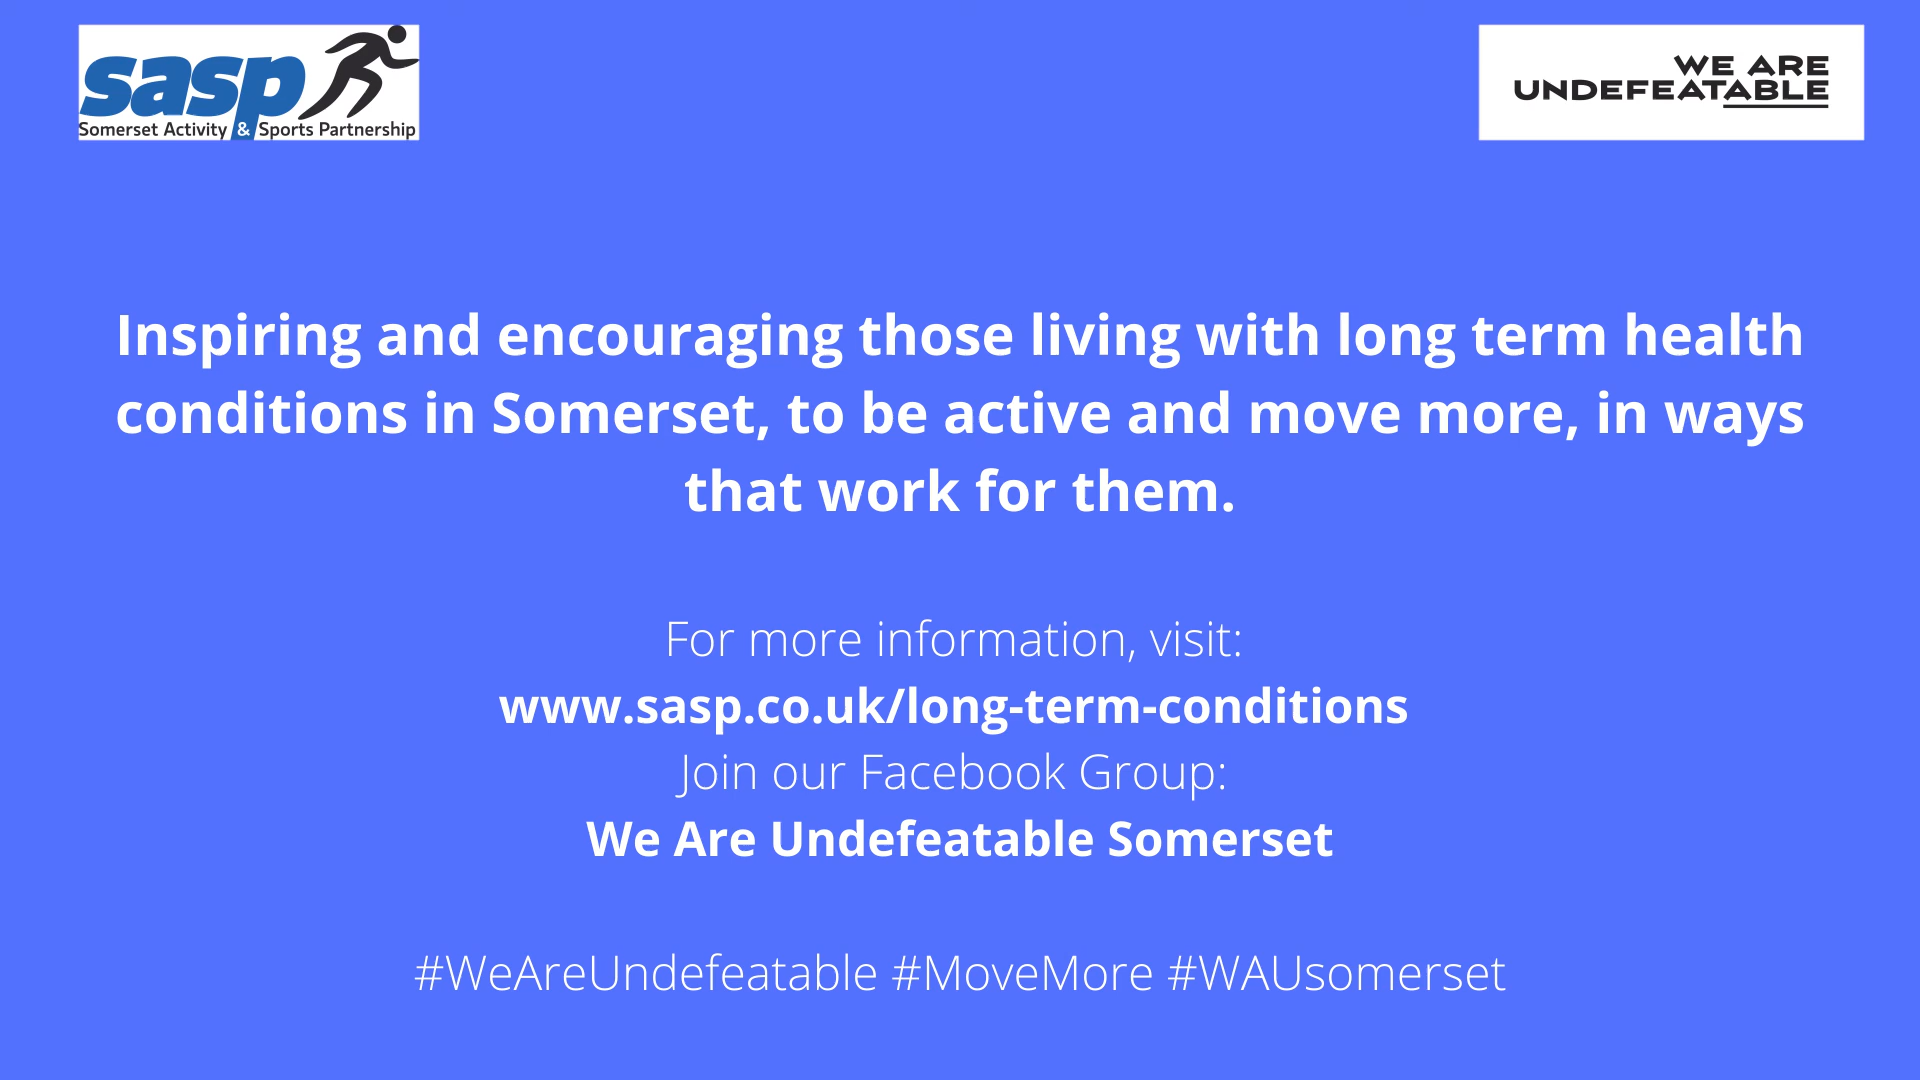 sasp
Somerset Activity & Sports Partnership
WE ARE
UNDEFEATABLE
Inspiring and encouraging those living with long term health
conditions in Somerset, to be active and move more, in ways
that work for them.
For more information, visit:
www.sasp.co.uk/long-term-conditions
Join our Facebook Group:
We Are Undefeatable Somerset
#WeAreUndefeatable #MoveMore #WAUsomerset